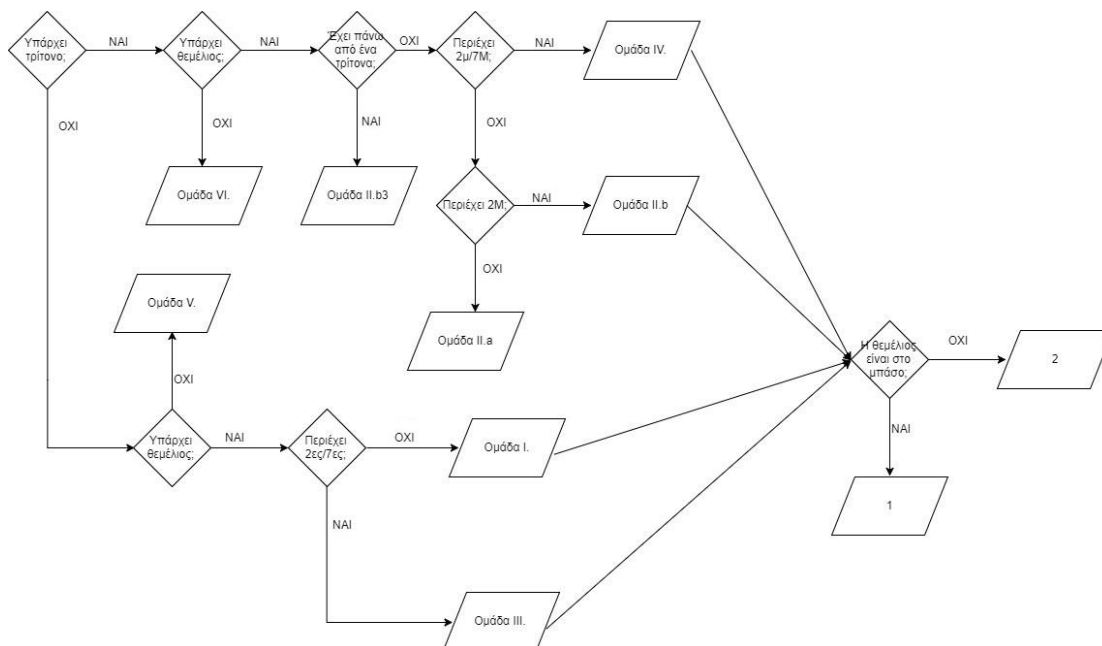 Υπάρχει
τρίτονο;
ΝΑΙ
Υπάρχει
θεμέλιος;
ΝΑΙ
Έχει πάνω
από ένα
τρίτονα;
ΟΧΙ
Περιέχει
2μ/7Μ;
ΝΑΙ
Ομάδα IV.
ΟΧΙ
ΟΧΙ
ΝΑΙ
ΟΧΙ
Ομάδα VI.
Ομάδα II.b3
Περιέχει 2Μ;
ΝΑΙ
Ομάδα II.b
ΟΧΙ
Ομάδα V.
Ομάδα II.a
Η θεμέλιος
είναι στο
μπάσο;
ΟΧΙ
2
ΟΧΙ
Υπάρχει
θεμέλιος;
ΝΑΙ
Περιέχει
2ες/7ες;
ΟΧΙ
Ομάδα I.
ΝΑΙ
1
ΝΑΙ
Ομάδα III.